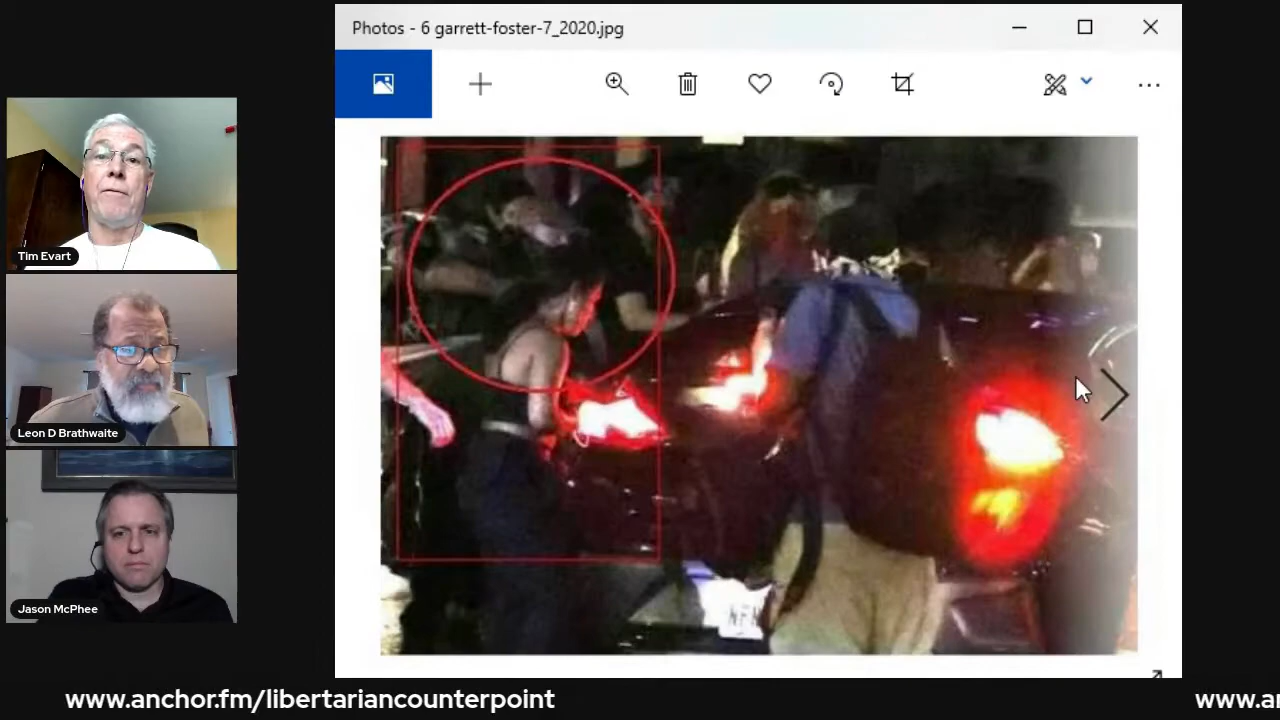 Photos - 6 garrett-foster-7_2020.jpg
Tim Evart
Leon D Brathwaite
Jason McPhee
www.anchor.fm/libertariancounterpoint
www.a